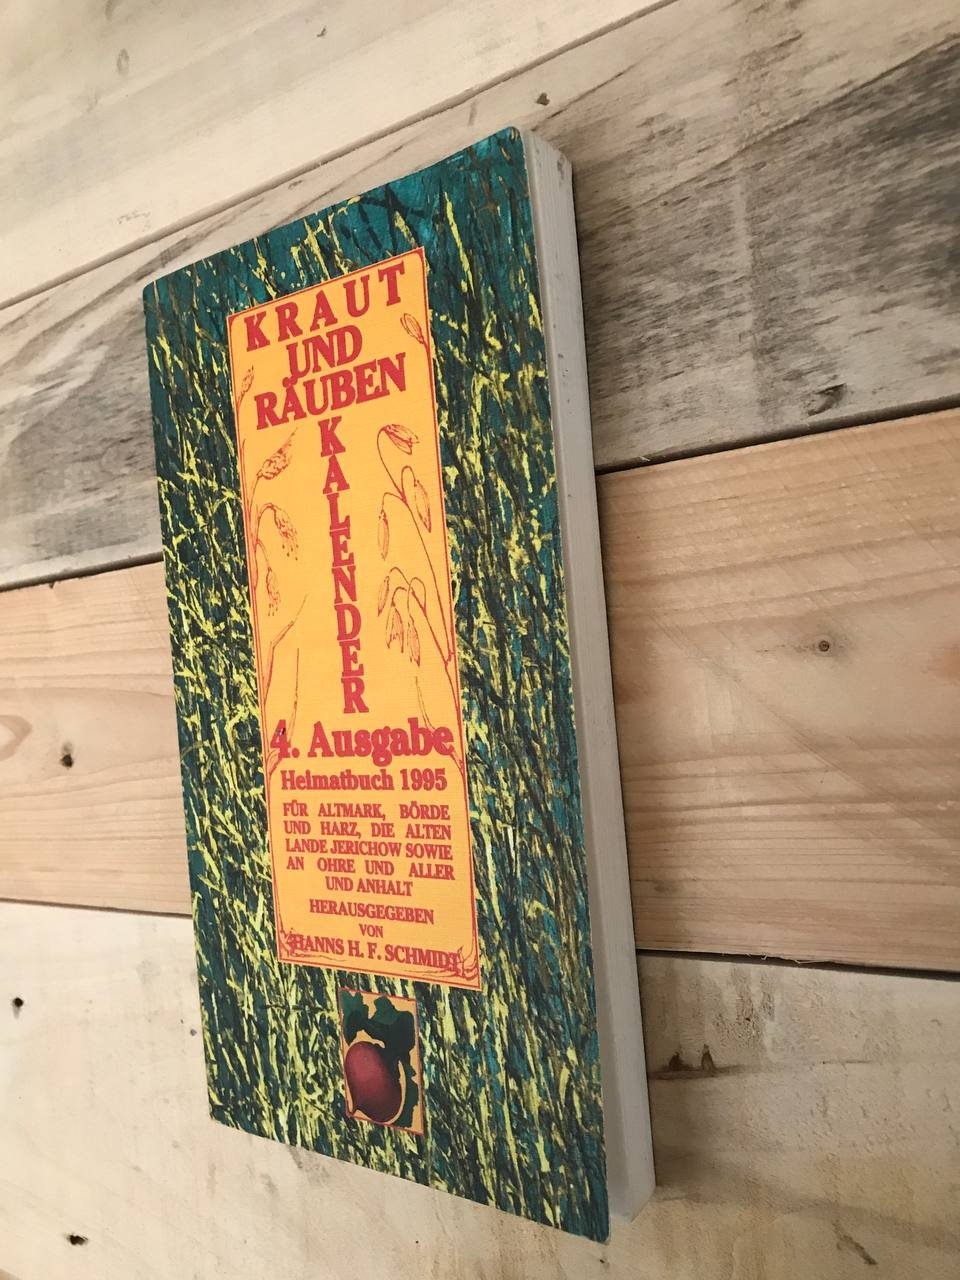 KRAUT
UND
RÄUBEN
KALENDER
4. Ausgabe
Heimatbuch 1995
FÜR ALTMARK, BÖRDE
UND HARZ, DIE ALTEN
LANDE JERICHOW SOWIE
AN OHRE UND ALLER
UND ANHALT
HERAUSGEGEBEN
VON
HANNS H. F. SCHMIDT